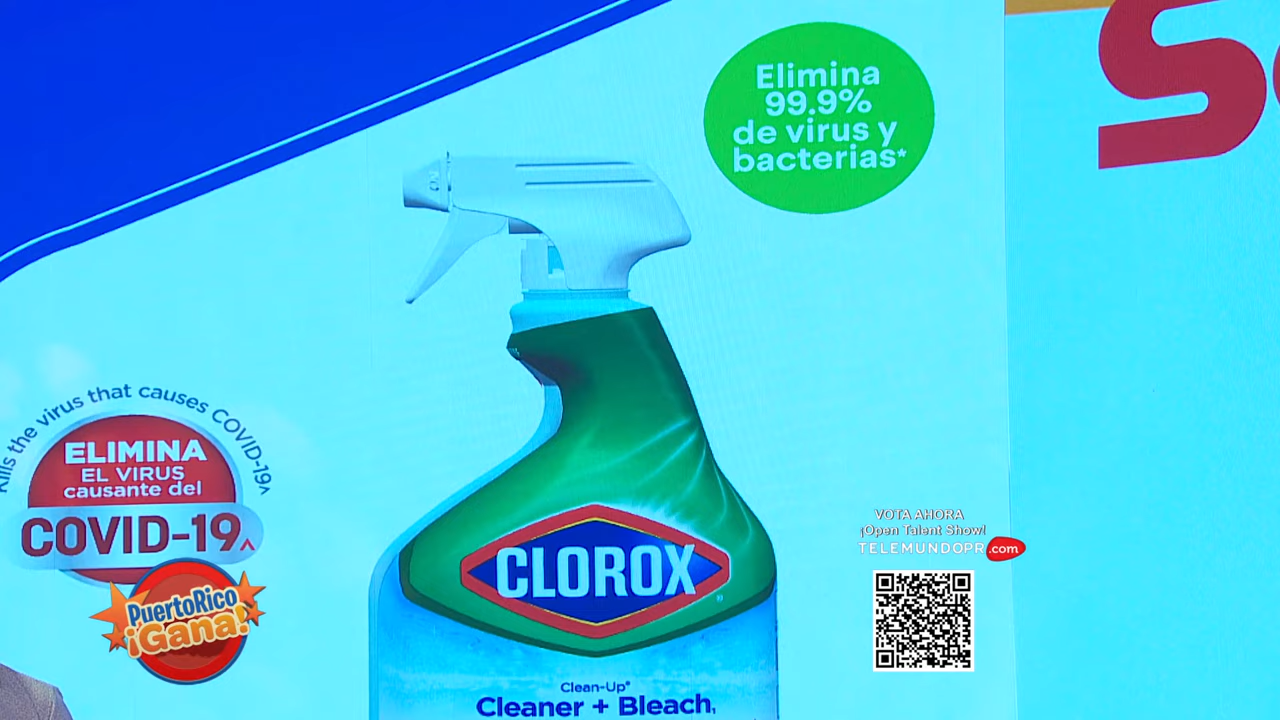 Elimina
99.9%
de virus y
bacterias*
Kills the virus that causes COVID-19^
ELIMINA
EL VIRUS
causante del
COVID-19^
PuertoRico
¡Gana!
CLOROX
Clean-Up®
Cleaner + Bleach1
VOTA AHORA
¡Open Talent Show!
TELEMUNDOPR.com